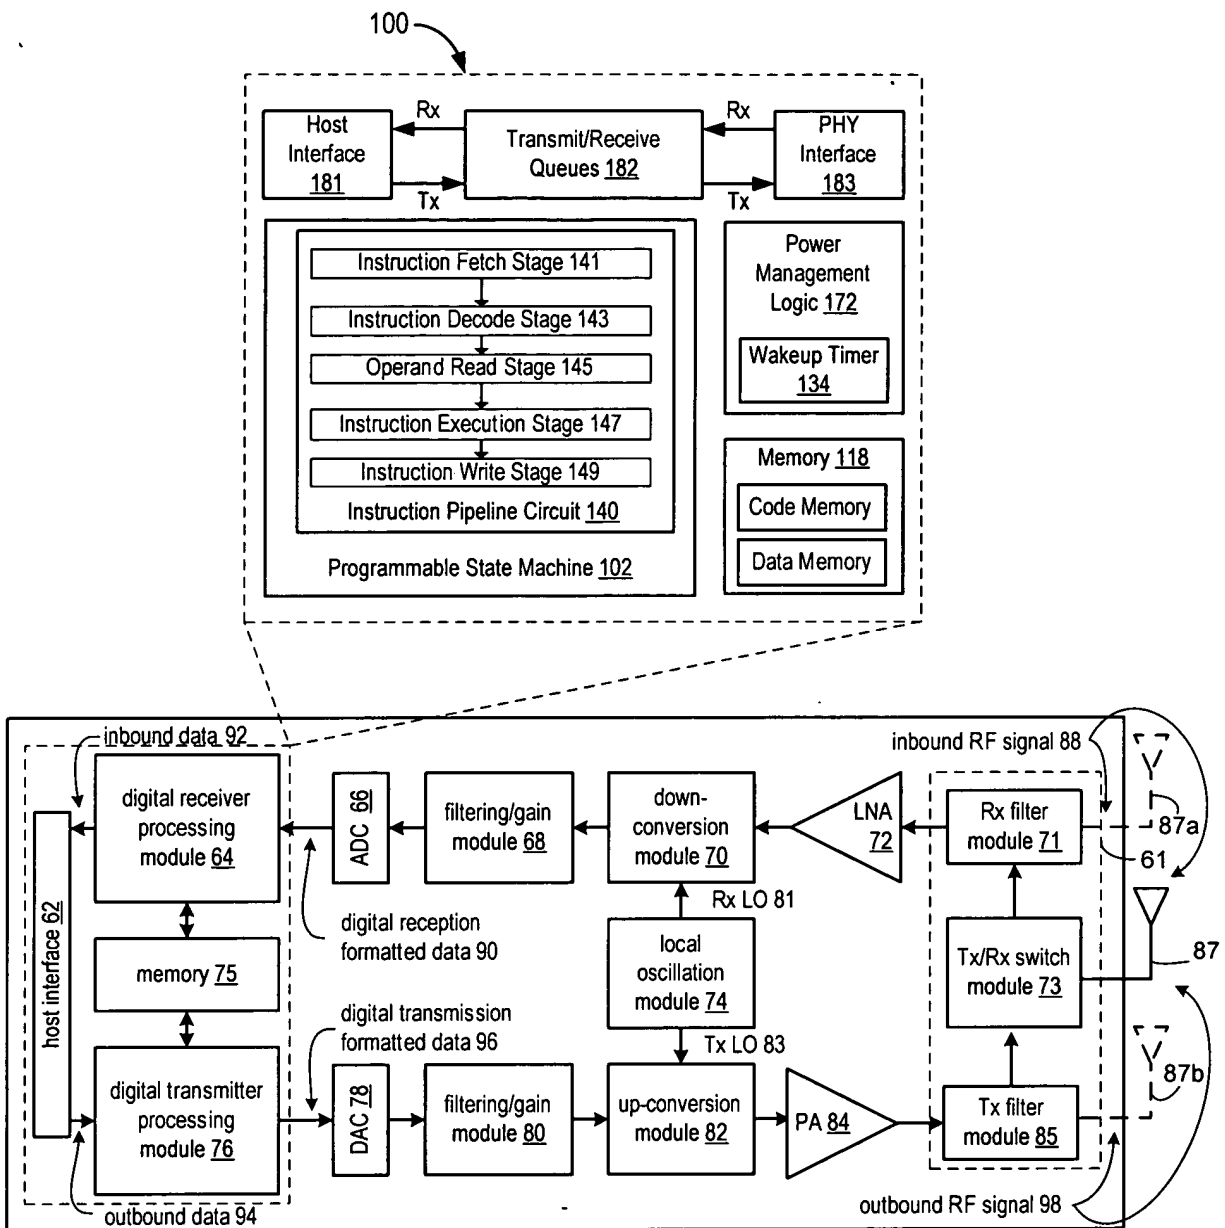 100
Host
Interface
181
Rx
Tx
Transmit/Receive
Queues 182
Rx
Tx
PHY
Interface
183
Instruction Fetch Stage 141
Instruction Decode Stage 143
Operand Read Stage 145
Instruction Execution Stage 147
Instruction Write Stage 149
Instruction Pipeline Circuit 140
Programmable State Machine 102
Power
Management
Logic 172
Wakeup Timer
134
Memory 118
Code Memory
Data Memory
inbound data 92
digital receiver
processing
module 64
host interface 62
memory 75
digital transmitter
processing
module 76
outbound data 94
ADC 66
digital reception
formatted data 90
digital transmission
formatted data 96
DAC 78
filtering/gain
module 68
filtering/gain
module 80
down-
conversion
module 70
Rx LO 81
local
oscillation
module 74
Tx LO 83
up-conversion
module 82
LNA
72
PA 84
inbound RF signal 88
Rx filter
module 71
Tx/Rx switch
module 73
Tx filter
module 85
outbound RF signal 98
87a
61
87
87b